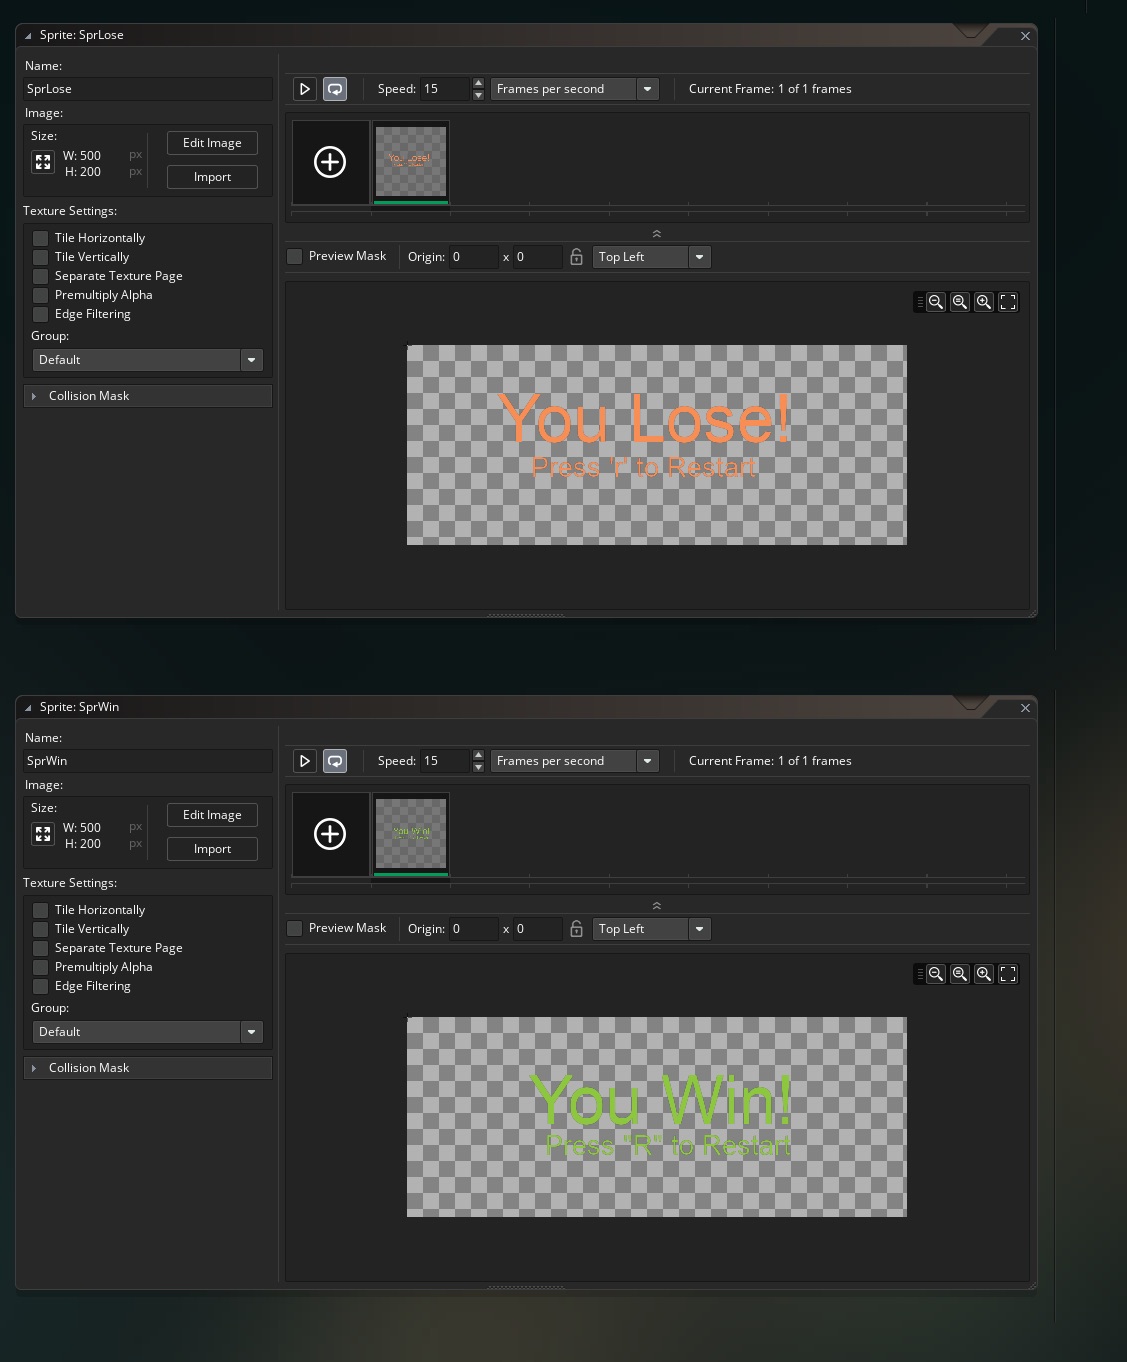 Sprite: SprLose
Name:
SprLose
Image:
Size:
W: 500 px
H: 200 px
Edit Image
Import
Texture Settings:
Tile Horizontally
Tile Vertically
Separate Texture Page
Premultiply Alpha
Edge Filtering
Group:
Default
Collision Mask
Speed: 15 Frames per second Current Frame: 1 of 1 frames
You Lose!
Preview Mask Origin: 0 x 0 Top Left
You Lose!
Press 'r' to Restart
Sprite: SprWin
Name:
SprWin
Image:
Size:
W: 500 px
H: 200 px
Edit Image
Import
Texture Settings:
Tile Horizontally
Tile Vertically
Separate Texture Page
Premultiply Alpha
Edge Filtering
Group:
Default
Collision Mask
Speed: 15 Frames per second Current Frame: 1 of 1 frames
You Win!
Preview Mask Origin: 0 x 0 Top Left
You Win!
Press "R" to Restart